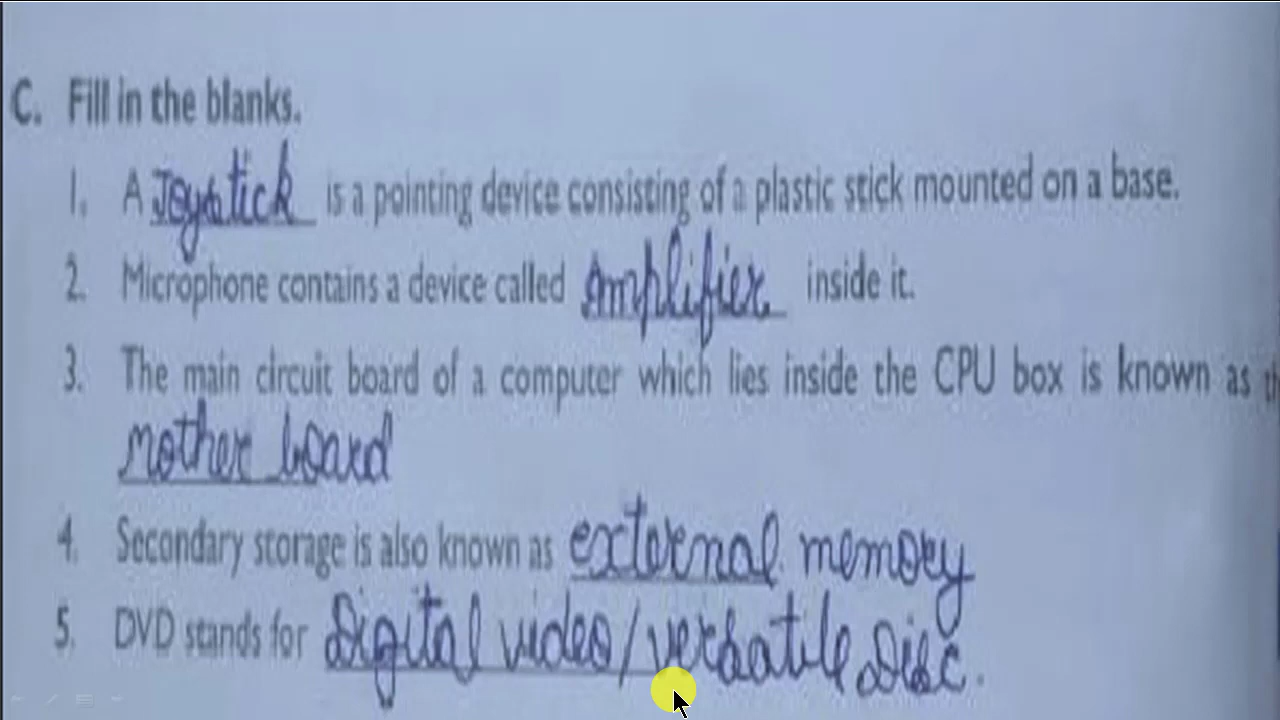 C. Fill in the blanks.
1. A Joystick is a pointing device consisting of a plastic stick mounted on a base.
2. Microphone contains a device called Amplifier inside it.
3. The main circuit board of a computer which lies inside the CPU box is known as th
mother board
4. Secondary storage is also known as external memory
5. DVD stands for Digital video/versatile Disc.